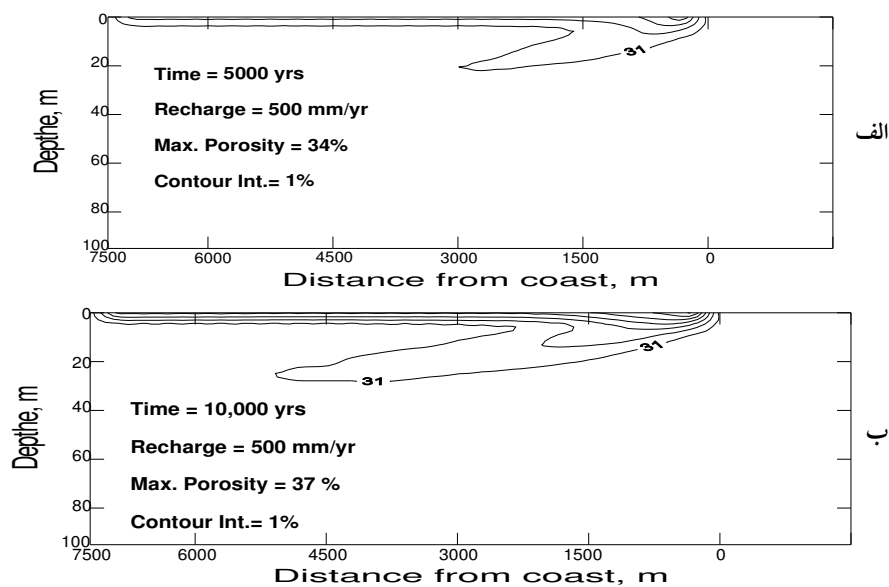 0
20
40
60
80
100
Depthe, m
Time = 5000 yrs
Recharge = 500 mm/yr
Max. Porosity = 34%
Contour Int.= 1%
31
الف
7500 6000 4500 3000 1500 0
Distance from coast, m
0
20
40
60
80
100
Depthe, m
Time = 10,000 yrs
Recharge = 500 mm/yr
Max. Porosity = 37 %
Contour Int.= 1%
31
31
ب
7500 6000 4500 3000 1500 0
Distance from coast, m